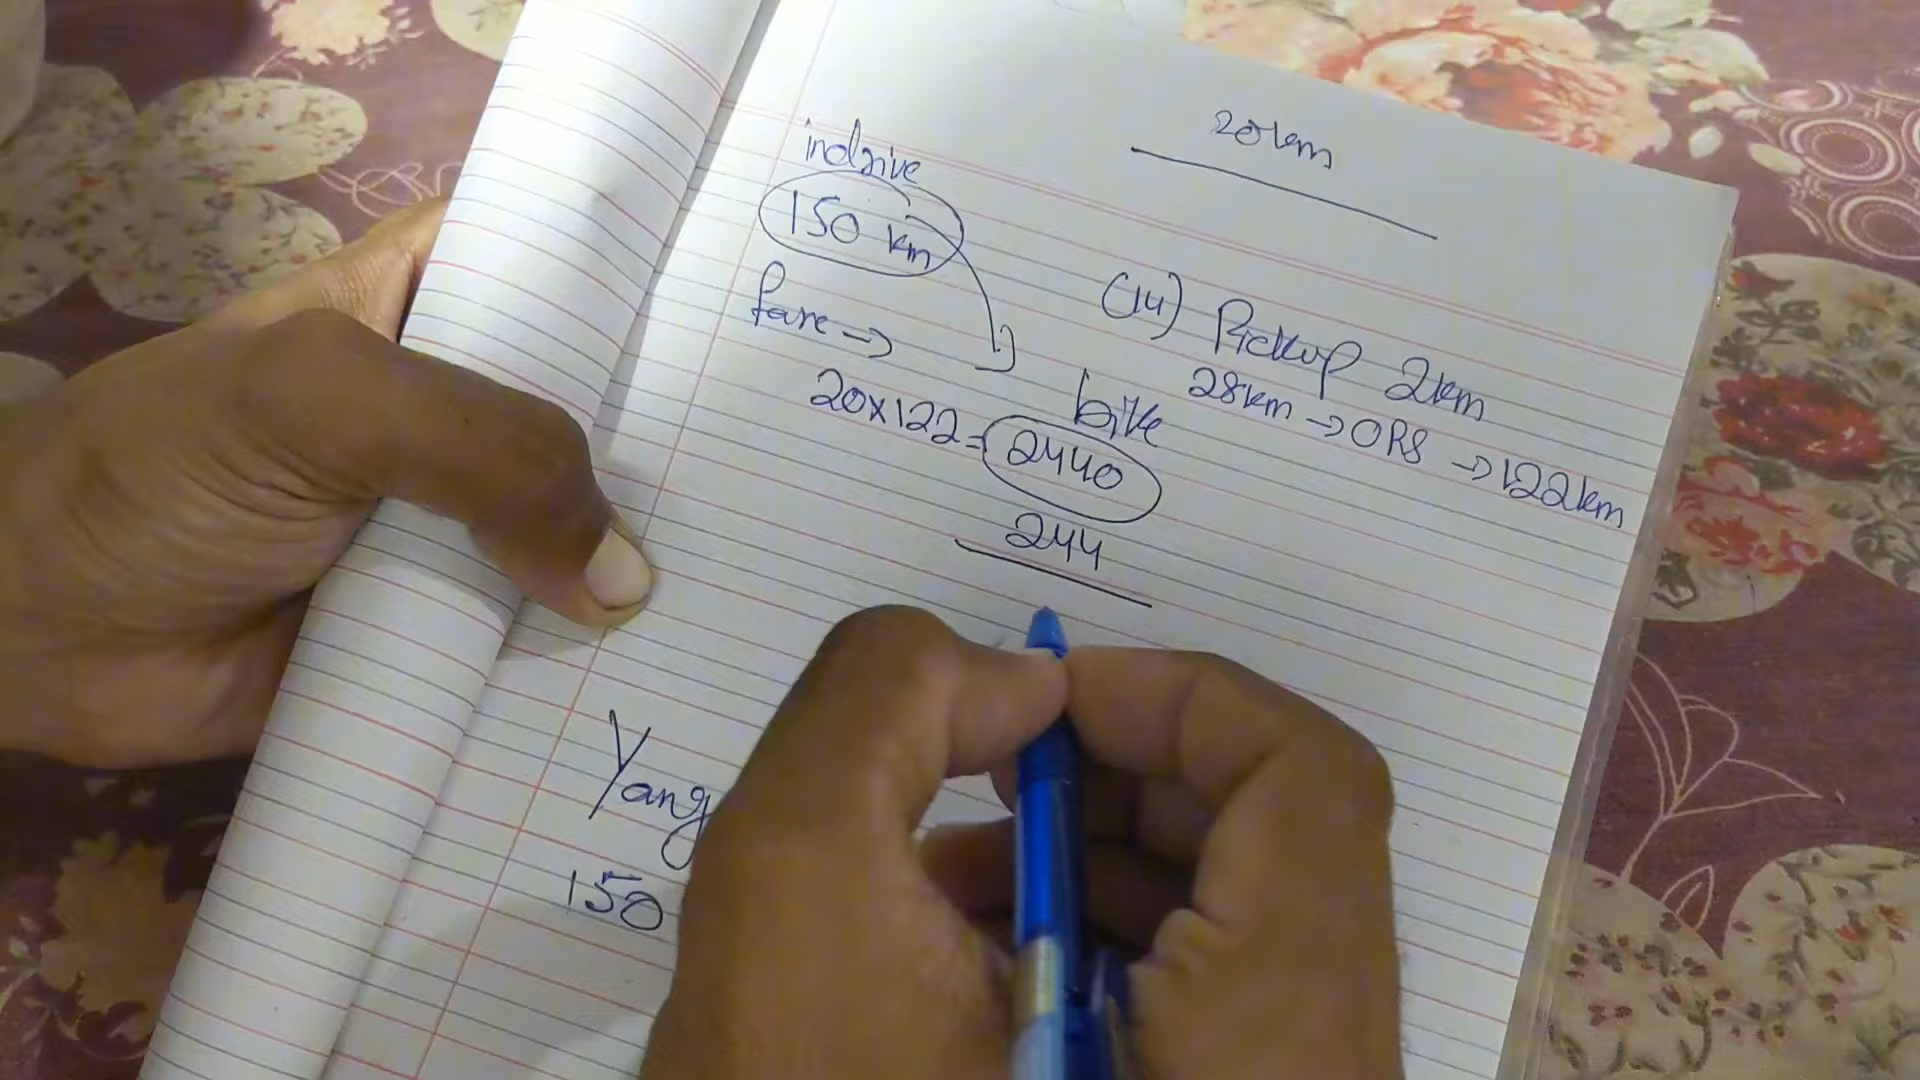 20km
indrive
150 km
fare →
(14) Pickup 2km
28km → ORS → 122km
bike
20x122=2440
244
Yang
150